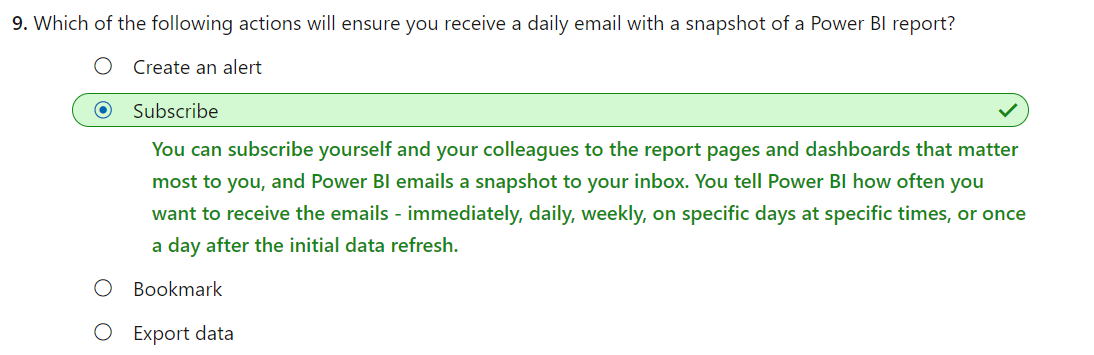 9. Which of the following actions will ensure you receive a daily email with a snapshot of a Power BI report?
Create an alert
Subscribe
You can subscribe yourself and your colleagues to the report pages and dashboards that matter
most to you, and Power BI emails a snapshot to your inbox. You tell Power BI how often you
want to receive the emails - immediately, daily, weekly, on specific days at specific times, or once
a day after the initial data refresh.
Bookmark
Export data